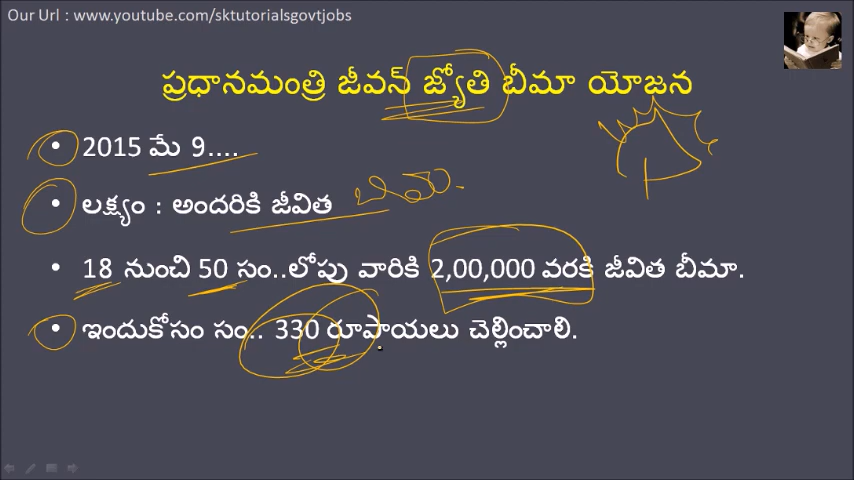 Our Url : www.youtube.com/sktutorialsgovtjobs
ప్రధానమంత్రి జీవన్ జ్యోతి బీమా యోజన
• 2015 మే 9....
• లక్ష్యం : అందరికి జీవిత బీమా.
• 18 నుంచి 50 సం..లోపు వారికి 2,00,000 వరకి జీవిత బీమా.
• ఇందుకోసం సం.. 330 రూపాయలు చెల్లించాలి.